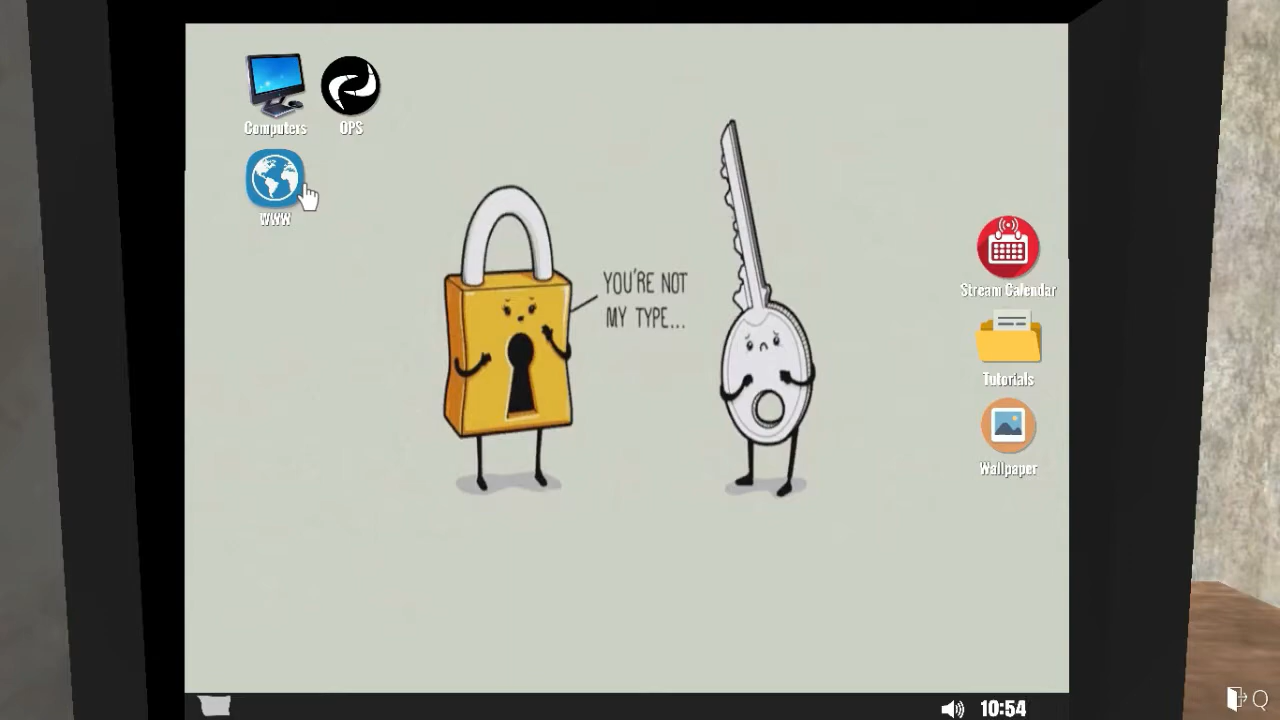 Computers
OPS
WWW
YOU'RE NOT
MY TYPE...
Stream Calendar
Tutorials
Wallpaper
10:54
Q